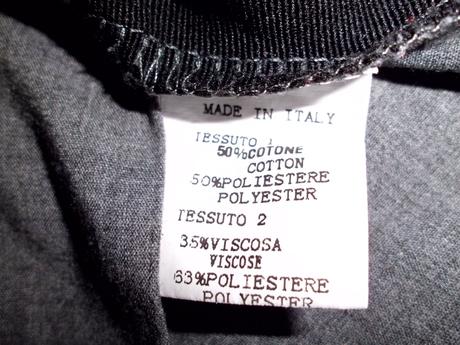 MADE IN ITALY
TESSUTO 1
50%COTONE
COTTON
50%POLIESTERE
POLYESTER
TESSUTO 2
35%VISCOSA
VISCOSE
63%POLIESTERE
POLYESTER